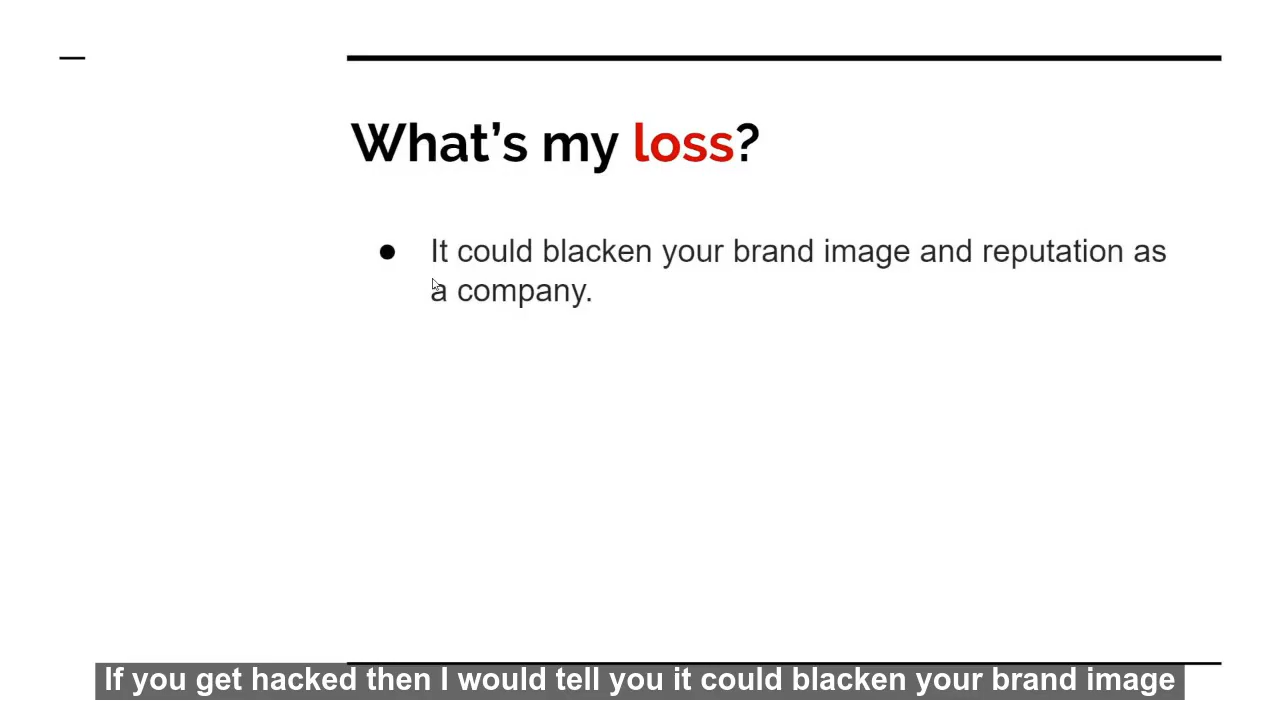 What’s my loss?
● It could blacken your brand image and reputation as
a company.
If you get hacked then I would tell you it could blacken your brand image